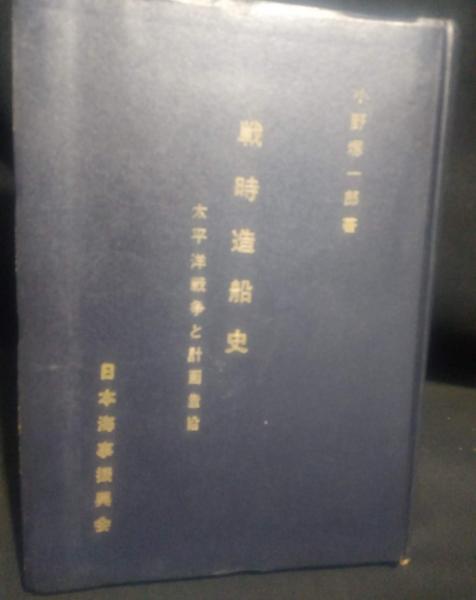 小野塚一郎著
戦時造船史
太平洋戦争と計画造船
日本海事振興会